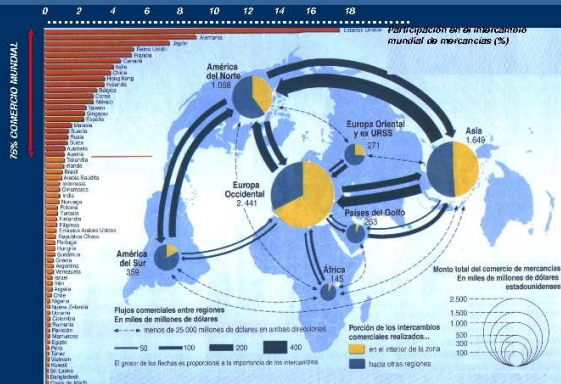 0 2 4 6 8 10 12 14 16 18
Participación en el intercambio
mundial de mercancías (%)
75% COMERCIO MUNDIAL
Estados Unidos
Alemania
Japón
Reino Unido
Francia
Canadá
Italia
China
Hong Kong
Holanda
Bélgica
Corea
México
Taiwan
Singapur
España
Malasia
Suecia
Rusia
Suiza
Australia
Austria
Tailandia
Irlanda
Brasil
Arabia Saudita
Indonesia
Dinamarca
India
Noruega
Polonia
Turquía
Finlandia
Filipinas
Emiratos Árabes Unidos
República Checa
Portugal
Hungría
Sudáfrica
Grecia
Argentina
Venezuela
Israel
Irán
Argelia
Chile
Nigeria
Nueva Zelanda
Ucrania
Colombia
Rumania
Pakistán
Marruecos
Egipto
Perú
Túnez
Vietnam
Kuwait
Sri Lanka
Bangladesh
América
del Norte
1.058
Europa Oriental
y ex URSS
271
Asia
1.649
Europa
Occidental
2.441
Países del Golfo
263
América
del Sur
359
África
145
Flujos comerciales entre regiones
En miles de millones de dólares
menos de 25 000 millones de dólares en ambas direcciones
50 100 200 400
El grosor de las flechas es proporcional a la importancia de los intercambios
Porción de los intercambios
comerciales realizados...
en el interior de la zona
hacia otras regiones
Monto total del comercio de mercancías
En miles de millones de dólares
estadounidenses
2.500
1.500
1.000
500
300
100